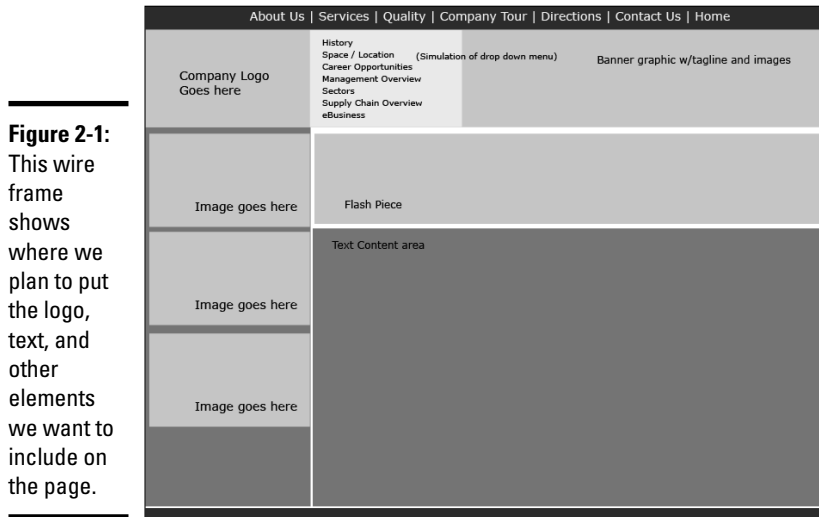 About Us | Services | Quality | Company Tour | Directions | Contact Us | Home
Company Logo
Goes here
History
Space / Location
(Simulation of drop down menu)
Career Opportunities
Management Overview
Sectors
Supply Chain Overview
eBusiness
Banner graphic w/tagline and images
Image goes here
Flash Piece
Text Content area
Image goes here
Image goes here
Figure 2-1:
This wire
frame
shows
where we
plan to put
the logo,
text, and
other
elements
we want to
include on
the page.